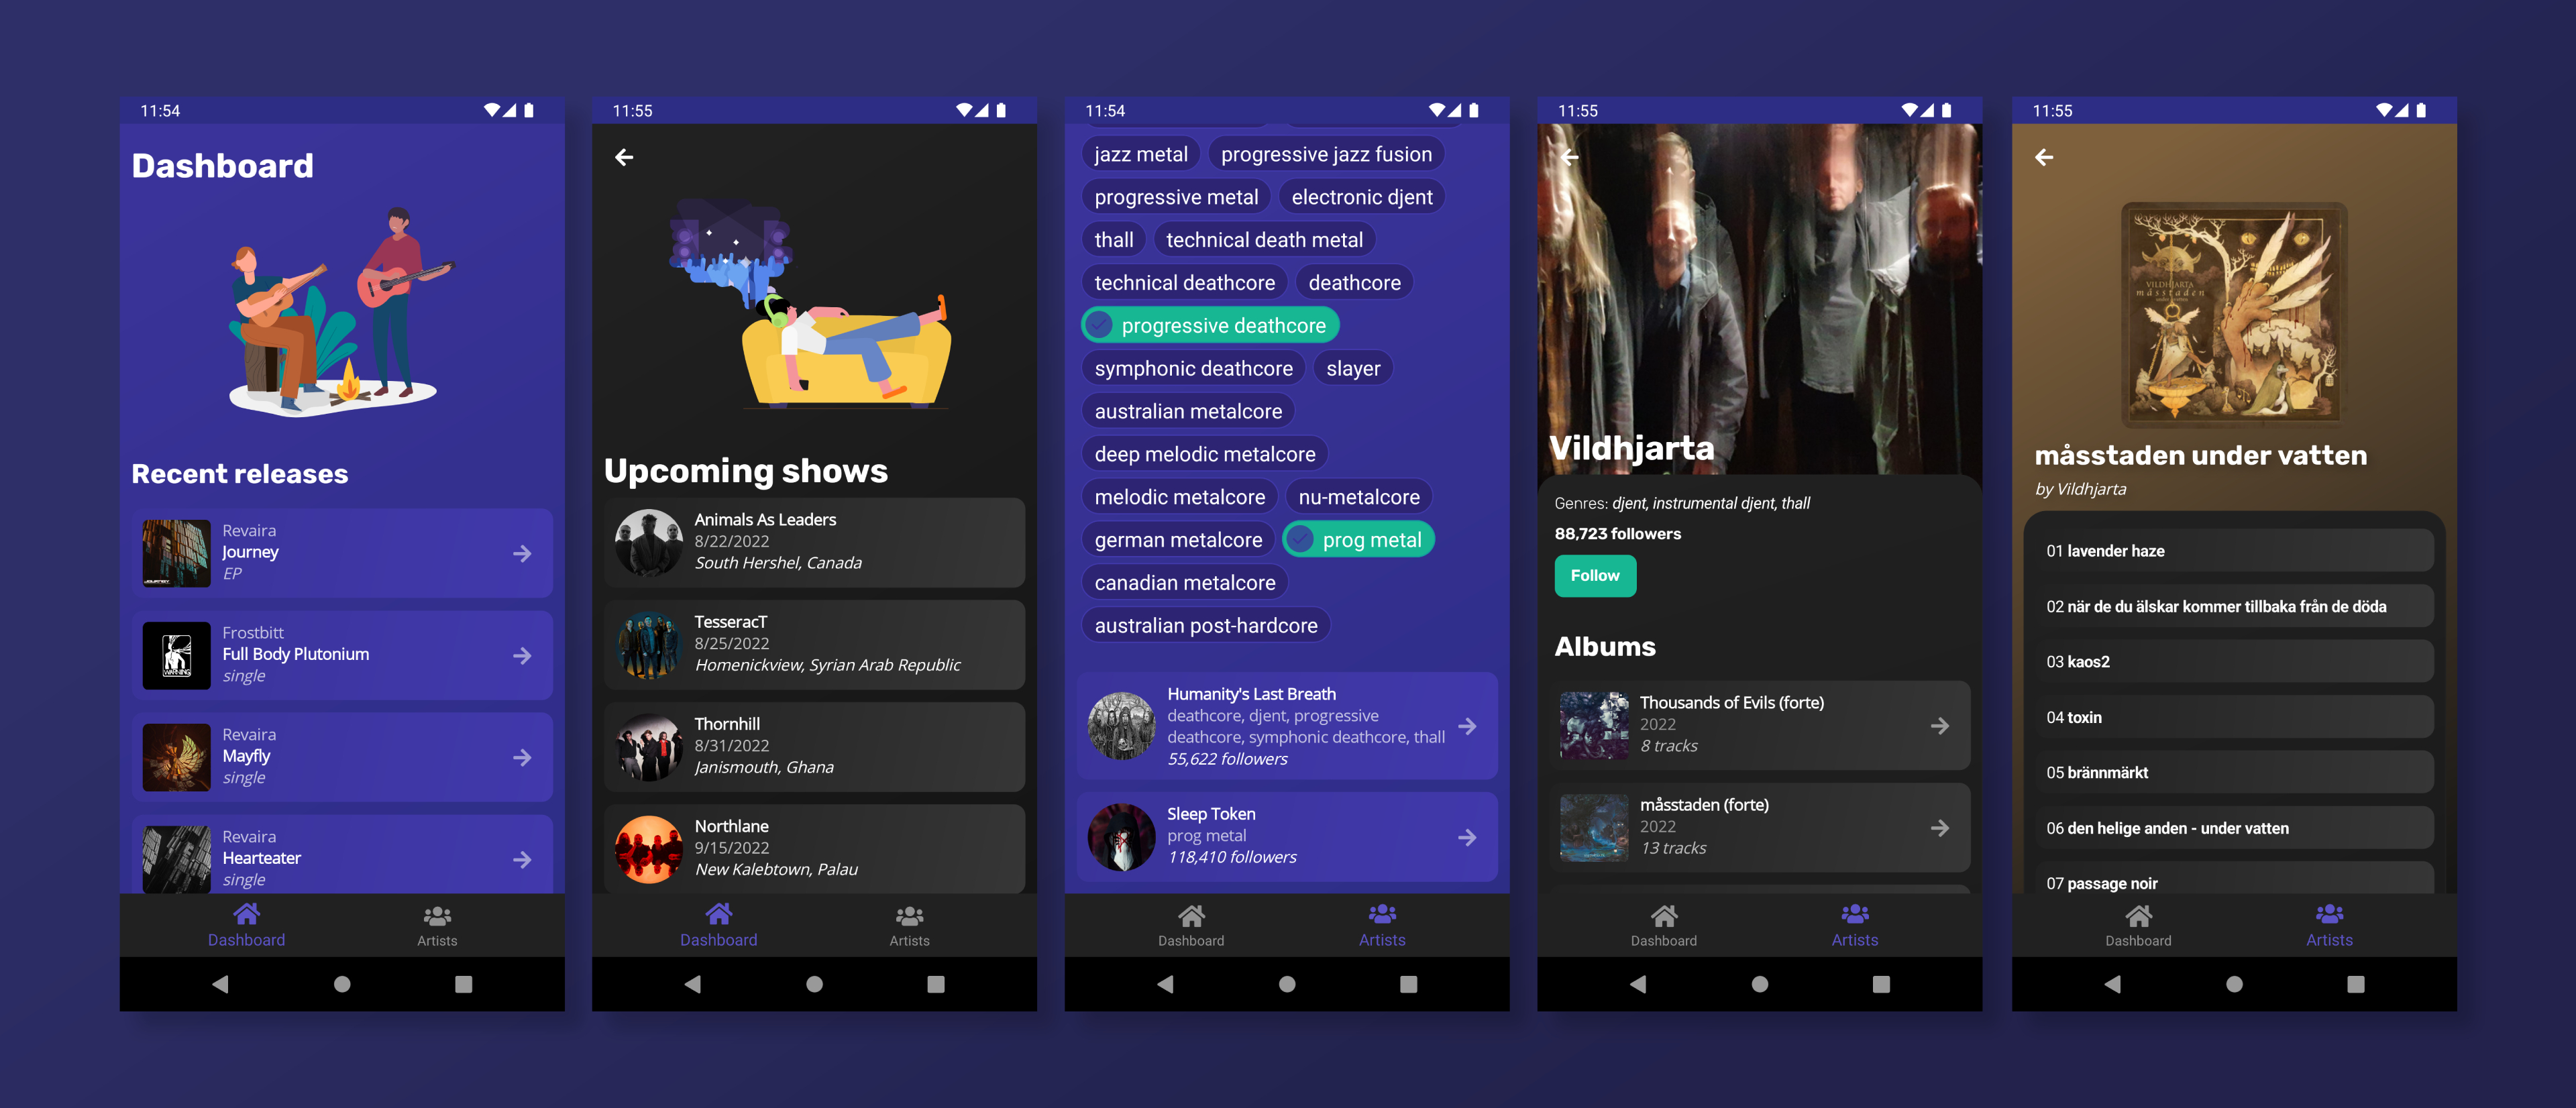 11:54
Dashboard
Recent releases
Revaira
Journey
EP
Frostbitt
Full Body Plutonium
single
WARNING
Revaira
Mayfly
single
Revaira
Hearteater
single
Dashboard
Artists
11:55
Upcoming shows
Animals As Leaders
8/22/2022
South Hershel, Canada
TesseracT
8/25/2022
Homenickview, Syrian Arab Republic
Thornhill
8/31/2022
Janismouth, Ghana
Northlane
9/15/2022
New Kalebtown, Palau
Dashboard
Artists
11:54
jazz metal progressive jazz fusion
progressive metal electronic djent
thall technical death metal
technical deathcore deathcore
progressive deathcore
symphonic deathcore slayer
australian metalcore
deep melodic metalcore
melodic metalcore nu-metalcore
german metalcore prog metal
canadian metalcore
australian post-hardcore
Humanity's Last Breath
deathcore, djent, progressive
deathcore, symphonic deathcore, thall
55,622 followers
Sleep Token
prog metal
118,410 followers
Dashboard
Artists
11:55
Vildhjarta
Genres: djent, instrumental djent, thall
88,723 followers
Follow
Albums
Thousands of Evils (forte)
2022
8 tracks
måsstaden (forte)
2022
13 tracks
Dashboard
Artists
11:55
VILDHJARTA
måsstaden
måsstaden under vatten
by Vildhjarta
01 lavender haze
02 när de du älskar kommer tillbaka från de döda
03 kaos2
04 toxin
05 brännmärkt
06 den helige anden - under vatten
07 passage noir
Dashboard
Artists